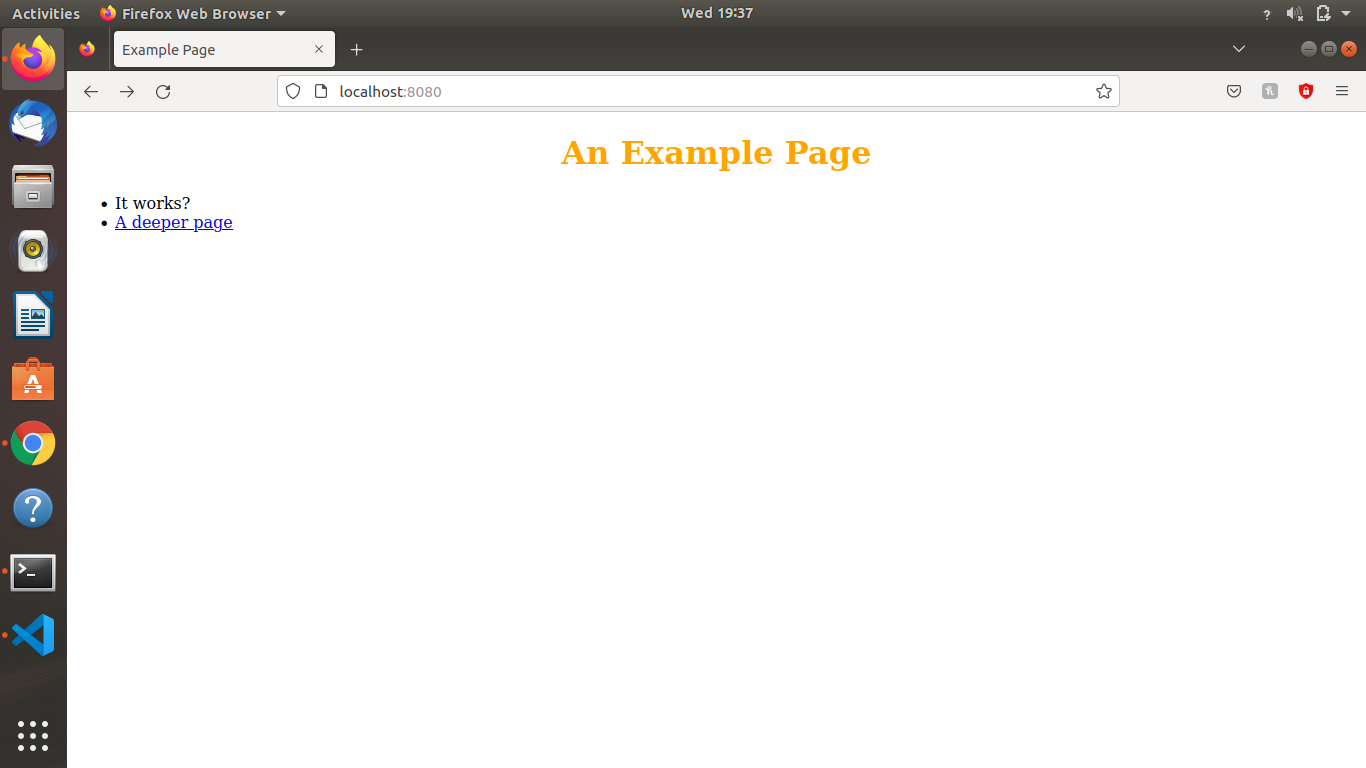 Activities Firefox Web Browser Wed 19:37 ?
Example Page
localhost:8080
An Example Page
It works?
A deeper page